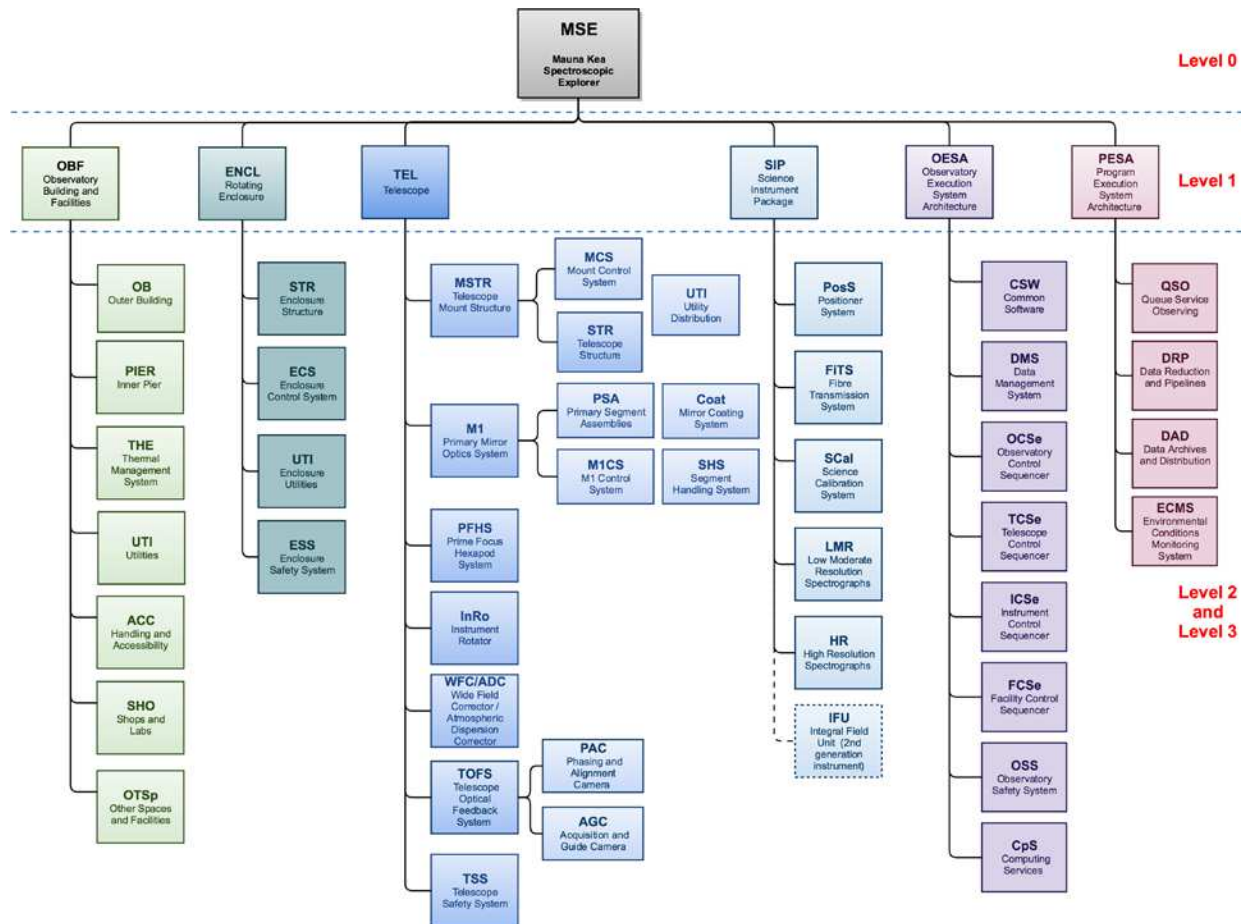 MSE
Mauna Kea
Spectroscopic
Explorer
Level 0
OBF
Observatory
Building and
Facilities
ENCL
Rotating
Enclosure
TEL
Telescope
SIP
Science
Instrument
Package
OESA
Observatory
Execution
System
Architecture
PESA
Program
Execution
System
Architecture
Level 1
OB
Outer Building
PIER
Inner Pier
THE
Thermal
Management
System
UTI
Utilities
ACC
Handling and
Accessibility
SHO
Shops and
Labs
OTSp
Other Spaces
and Facilities
STR
Enclosure
Structure
ECS
Enclosure
Control System
UTI
Enclosure
Utilities
ESS
Enclosure
Safety System
MSTR
Telescope
Mount Structure
MCS
Mount Control
System
UTI
Utility
Distribution
STR
Telescope
Structure
M1
Primary Mirror
Optics System
PSA
Primary Segment
Assemblies
Coat
Mirror Coating
System
M1CS
M1 Control
System
SHS
Segment
Handling System
PFHS
Prime Focus
Hexapod
System
InRo
Instrument
Rotator
WFC/ADC
Wide Field
Corrector /
Atmospheric
Dispersion
Corrector
TOFS
Telescope
Optical
Feedback
System
PAC
Phasing and
Alignment
Camera
AGC
Acquisition and
Guide Camera
TSS
Telescope
Safety System
PosS
Positioner
System
FiTS
Fibre
Transmission
System
SCal
Science
Calibration
System
LMR
Low Moderate
Resolution
Spectrographs
HR
High Resolution
Spectrographs
IFU
Integral Field
Unit (2nd
generation
instrument)
CSW
Common
Software
DMS
Data
Management
System
OCSe
Observatory
Control
Sequencer
TCSe
Telescope
Control
Sequencer
ICSe
Instrument
Control
Sequencer
FCSe
Facility Control
Sequencer
OSS
Observatory
Safety System
CpS
Computing
Services
QSO
Queue Service
Observing
DRP
Data Reduction
and Pipelines
DAD
Data Archives
and Distribution
ECMS
Environmental
Conditions
Monitoring
System
Level 2
and
Level 3